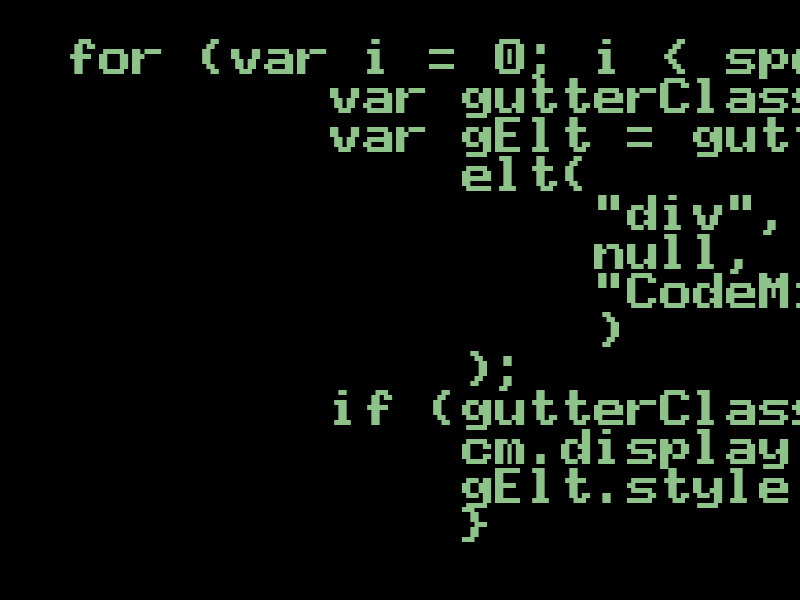 for (var i = 0; i < spe
var gutterClass
var gElt = gutt
elt(
"div",
null,
"CodeMi
)
);
if (gutterClass
cm.display
gElt.style
}